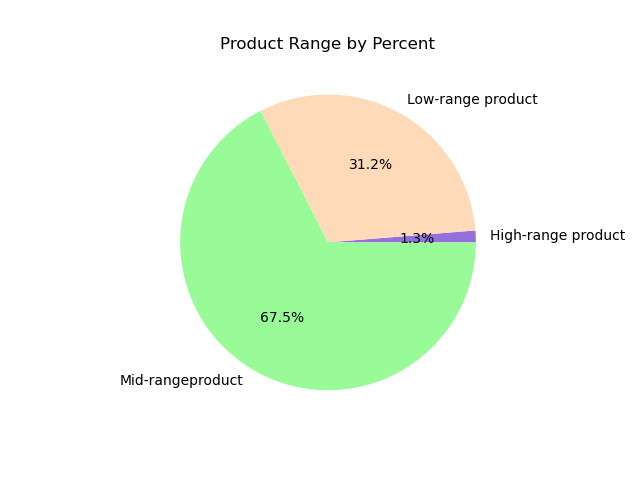 Product Range by Percent
Low-range product
31.2%
High-range product
1.3%
67.5%
Mid-rangeproduct